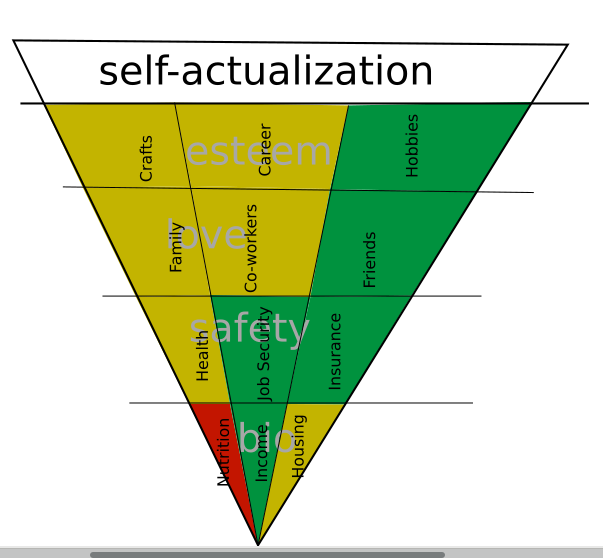 self-actualization
esteem
Crafts
Career
Hobbies
love
Family
Co-workers
Friends
safety
Health
Job Security
Insurance
bio
Nutrition
Income
Housing